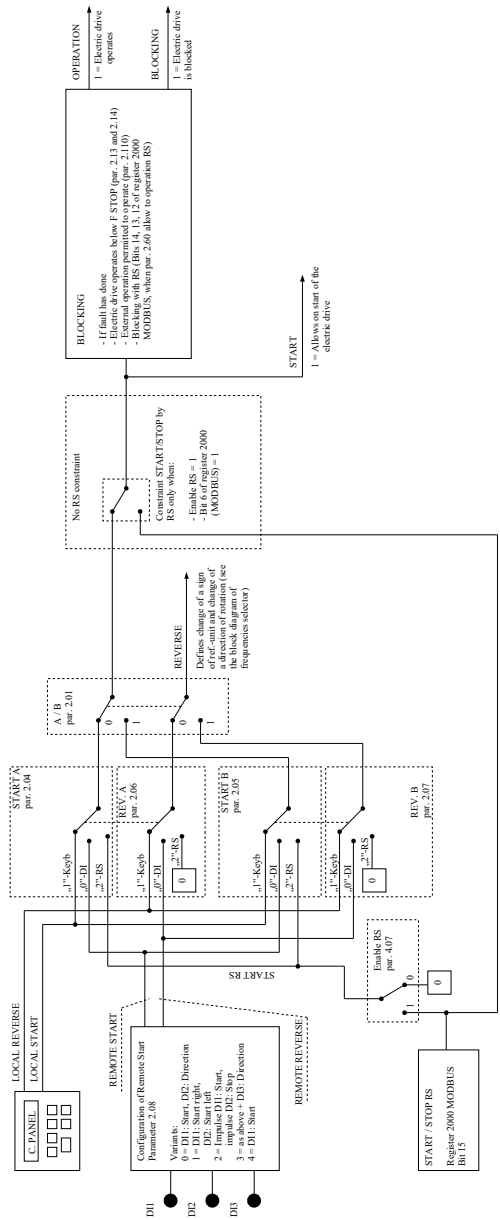 C. PANEL
LOCAL REVERSE
LOCAL START
DI1
DI2
DI3
REMOTE START
Configuration of Remote Start
Parameter 2.08
Variants:
0 = DI1: Start, DI2: Direction
1 = DI1: Start right,
DI2: Start left
2 = Impulse DI1: Start,
impulse DI2: Stop
3 = as above + DI3: Direction
4 = DI1: Start
REMOTE REVERSE
START / STOP RS
Register 2000 MODBUS
Bit 15
START RS
Enable RS
par. 4.07
1
0
0
START A
par. 2.04
„1”-Keyb
„0”-DI
„2”-RS
REV. A
par. 2.06
„1”-Keyb
„0”-DI
„2”-RS
0
START B
par. 2.05
„1”-Keyb
„0”-DI
„2”-RS
REV. B
par. 2.07
„1”-Keyb
„0”-DI
„2”-RS
0
A / B
par. 2.01
0
1
0
1
REVERSE
Defines change of a sign
of ref.-unit and change of
a direction of rotation (see
the block diagram of
frequencies selector)
No RS constraint
Constraint START/STOP by
RS only when:
- Enable RS = 1
- Bit 6 of register 2000
(MODBUS) = 1
START
1 = Allows on start of the
electric drive
BLOCKING
- If fault has done
- Electric drive operates below F STOP (par. 2.13 and 2.14)
- External operation permitted to operate (par. 2.110)
- Blocking with RS (Bits 14, 13, 12 of register 2000
MODBUS, when par. 2.60 allow to operation RS)
OPERATION
1 = Electric drive
operates
BLOCKING
1 = Electric drive
is blocked